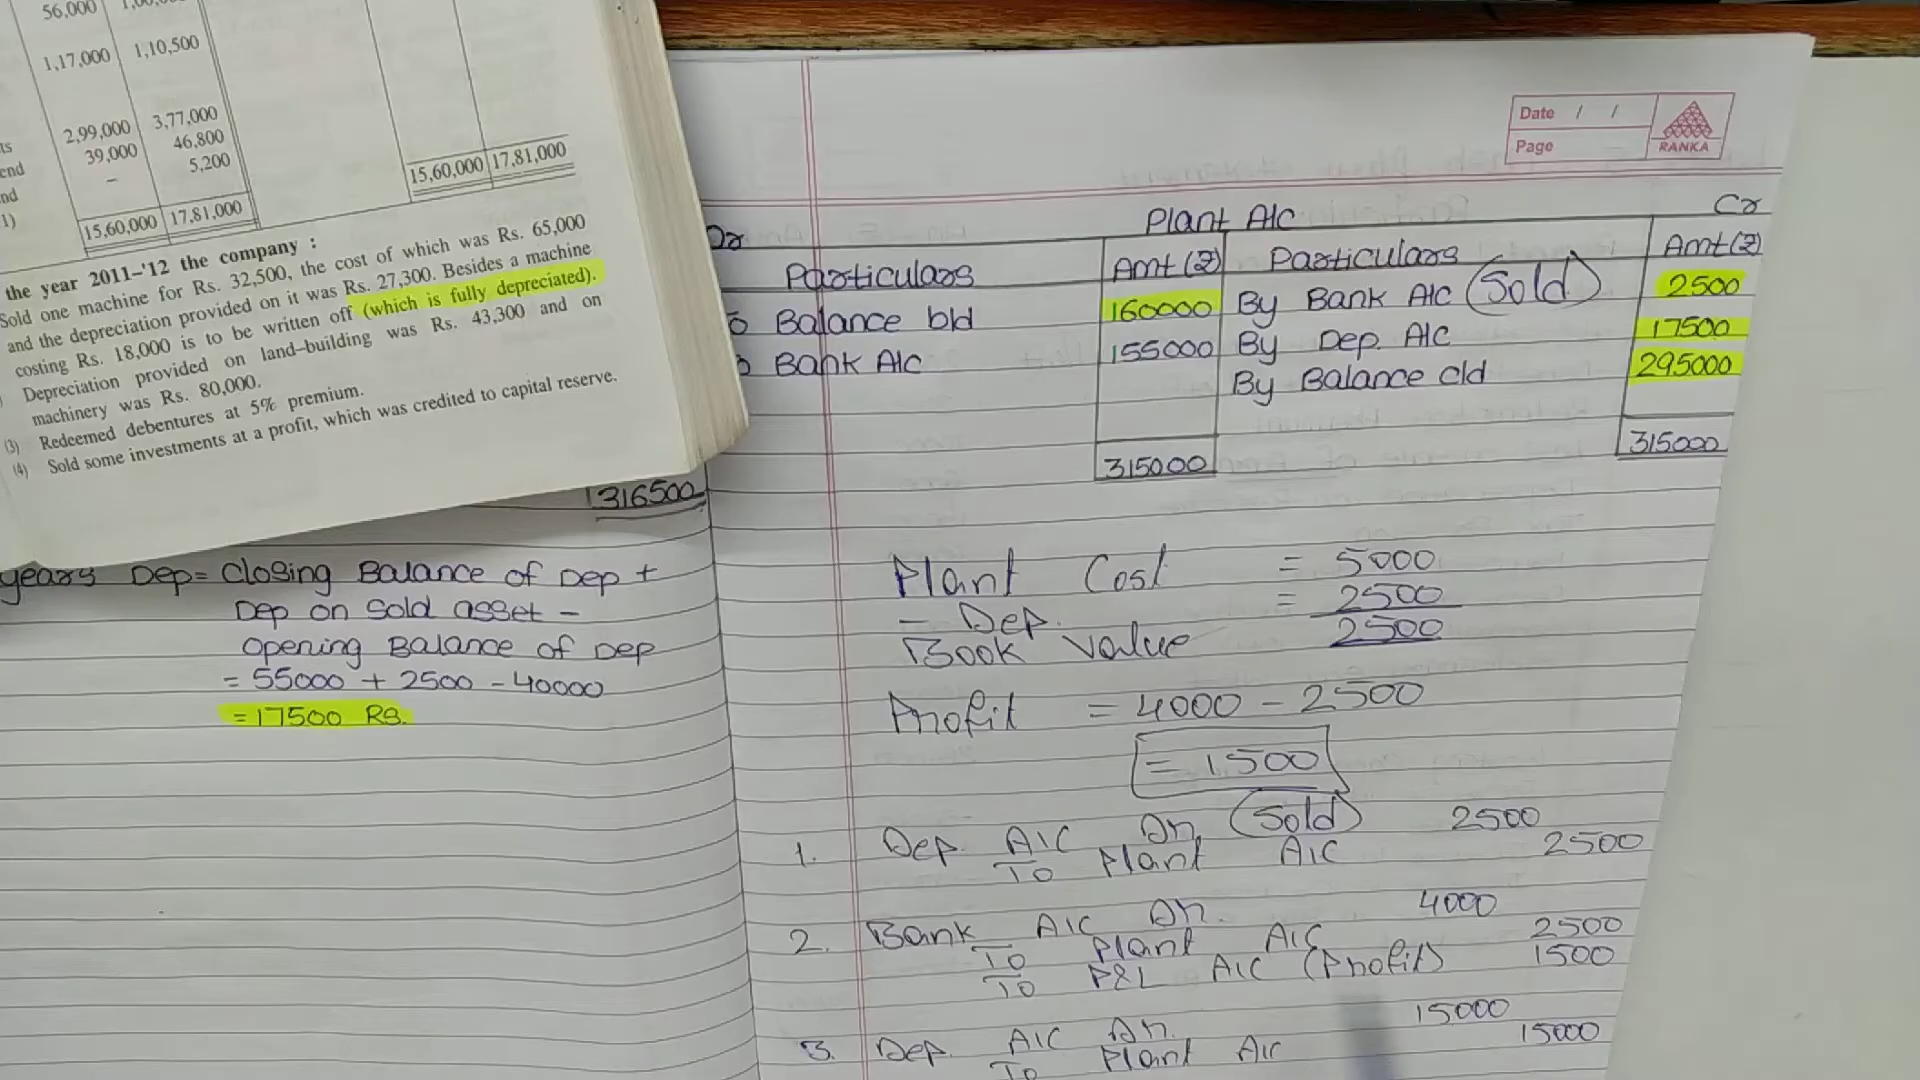 56,000
1,17,000 1,10,500
2,99,000 3,77,000
39,000 46,800
– 5,200
15,60,000 17,81,000
15,60,000 17,81,000
the year 2011–'12 the company :
Sold one machine for Rs. 32,500, the cost of which was Rs. 65,000
and the depreciation provided on it was Rs. 27,300. Besides a machine
costing Rs. 18,000 is to be written off (which is fully depreciated).
Depreciation provided on land–building was Rs. 43,300 and on
machinery was Rs. 80,000.
(3) Redeemed debentures at 5% premium.
(4) Sold some investments at a profit, which was credited to capital reserve.
316500
years Dep = Closing Balance of Dep +
Dep on Sold asset –
Opening Balance of Dep
= 55000 + 2500 – 40000
= 17500 Rs.
Date / /
Page
RANKA
Dr Plant A/c Cr
Particulars Amt (₹) Particulars Amt (₹)
o Balance b/d 160000 By Bank A/c (Sold) 2500
o Bank A/c 155000 By Dep. A/c 17500
By Balance c/d 295000
315000 315000
Plant Cost = 5000
– Dep. = 2500
Book Value 2500
Profit = 4000 – 2500
= 1500
1. Dep. A/c Dr. (Sold) 2500
To Plant A/c 2500
2. Bank A/c Dr. 4000
To Plant A/c 2500
To P&L A/c (Profit) 1500
3. Dep. A/c Dr. 15000
To Plant A/c 15000